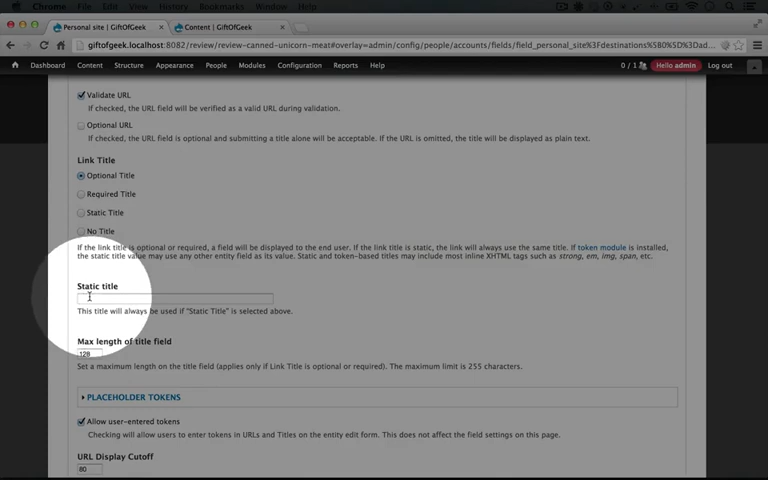 Chrome File Edit View History Bookmarks Window Help
Personal site | GiftOfGeek
Content | GiftOfGeek
giftofgeek.localhost:8082/review/review-canned-unicorn-meat#overlay=admin/config/people/accounts/fields/field_personal_site%3Fdestinations%5B0%5D%3Dad...
Dashboard Content Structure Appearance People Modules Configuration Reports Help 0 / 1 Hello admin Log out
Validate URL
If checked, the URL field will be verified as a valid URL during validation.
Optional URL
If checked, the URL field is optional and submitting a title alone will be acceptable. If the URL is omitted, the title will be displayed as plain text.
Link Title
Optional Title
Required Title
Static Title
No Title
If the link title is optional or required, a field will be displayed to the end user. If the link title is static, the link will always use the same title. If token module is installed,
the static title value may use any other entity field as its value. Static and token-based titles may include most inline XHTML tags such as strong, em, img, span, etc.
Static title
This title will always be used if "Static Title" is selected above.
Max length of title field
128
Set a maximum length on the title field (applies only if Link Title is optional or required). The maximum limit is 255 characters.
PLACEHOLDER TOKENS
Allow user-entered tokens
Checking will allow users to enter tokens in URLs and Titles on the entity edit form. This does not affect the field settings on this page.
URL Display Cutoff
80